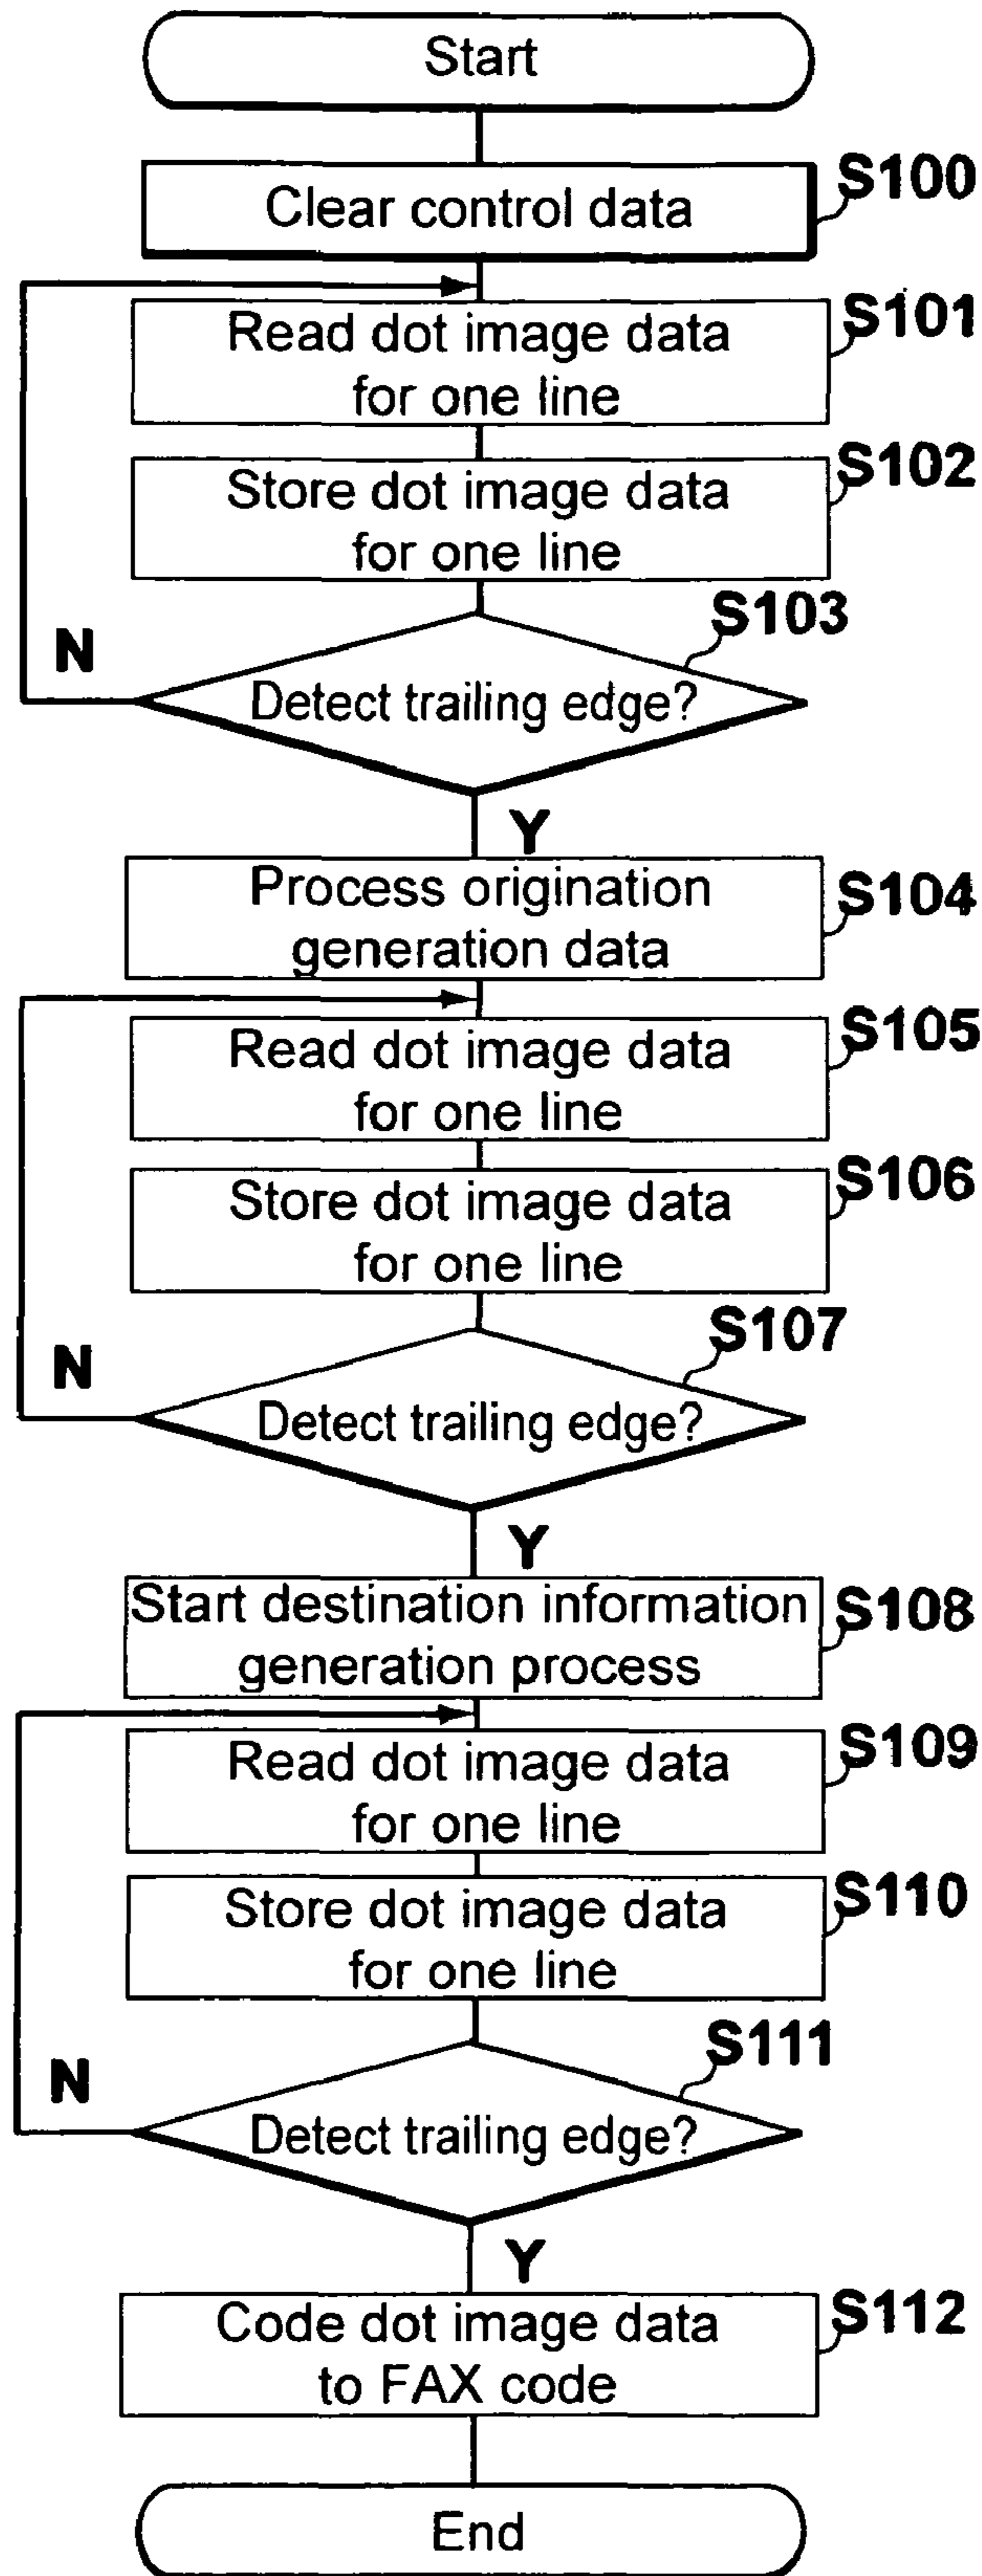 Start
Clear control data
S100
Read dot image data
for one line
S101
Store dot image data
for one line
S102
Detect trailing edge?
S103
N
Y
Process origination
generation data
S104
Read dot image data
for one line
S105
Store dot image data
for one line
S106
Detect trailing edge?
S107
N
Y
Start destination information
generation process
S108
Read dot image data
for one line
S109
Store dot image data
for one line
S110
Detect trailing edge?
S111
N
Y
Code dot image data
to FAX code
S112
End